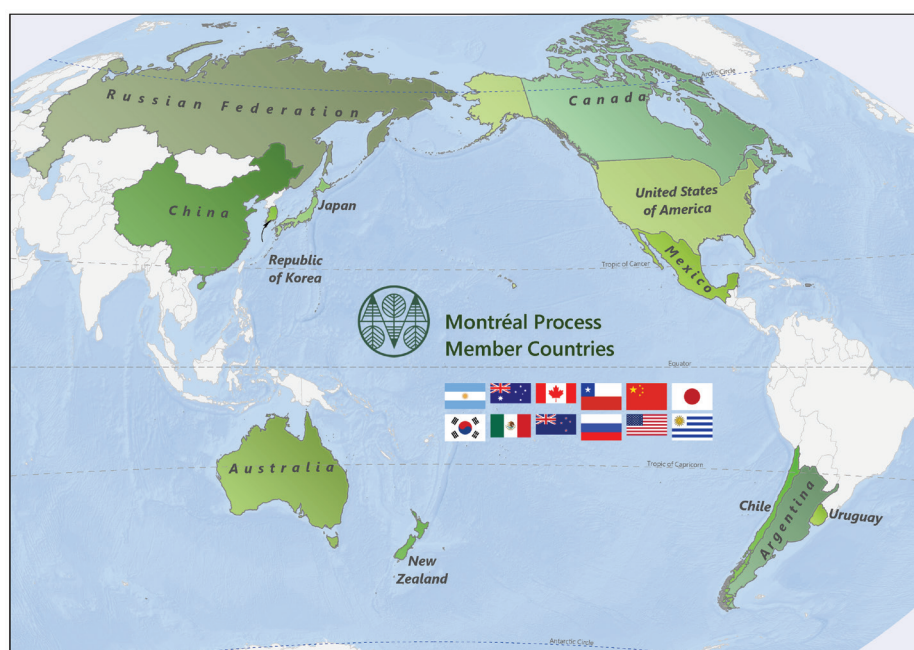 Arctic Circle
Russian Federation
Canada
China
Japan
United States
of America
Republic
of Korea
Tropic of Cancer
Mexico
Montréal Process
Member Countries
Equator
Australia
Tropic of Capricorn
Chile
Argentina
Uruguay
New
Zealand
Antarctic Circle